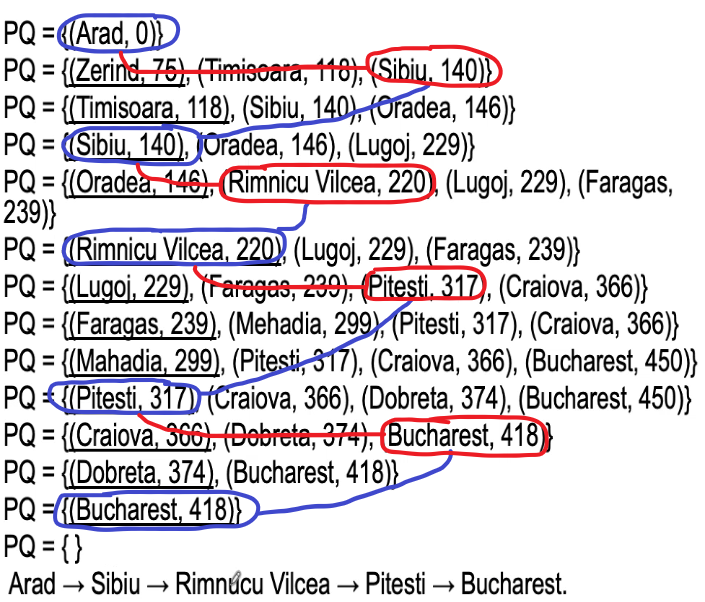 PQ = {(Arad, 0)}
PQ = {(Zerind, 75), (Timisoara, 118), (Sibiu, 140)}
PQ = {(Timisoara, 118), (Sibiu, 140), (Oradea, 146)}
PQ = {(Sibiu, 140), (Oradea, 146), (Lugoj, 229)}
PQ = {(Oradea, 146), (Rimnicu Vilcea, 220), (Lugoj, 229), (Faragas,
239)}
PQ = {(Rimnicu Vilcea, 220), (Lugoj, 229), (Faragas, 239)}
PQ = {(Lugoj, 229), (Faragas, 239), (Pitesti, 317), (Craiova, 366)}
PQ = {(Faragas, 239), (Mehadia, 299), (Pitesti, 317), (Craiova, 366)}
PQ = {(Mahadia, 299), (Pitesti, 317), (Craiova, 366), (Bucharest, 450)}
PQ = {(Pitesti, 317), (Craiova, 366), (Dobreta, 374), (Bucharest, 450)}
PQ = {(Craiova, 366), (Dobreta, 374), (Bucharest, 418)}
PQ = {(Dobreta, 374), (Bucharest, 418)}
PQ = {(Bucharest, 418)}
PQ = { }
Arad → Sibiu → Rimnucu Vilcea → Pitesti → Bucharest.